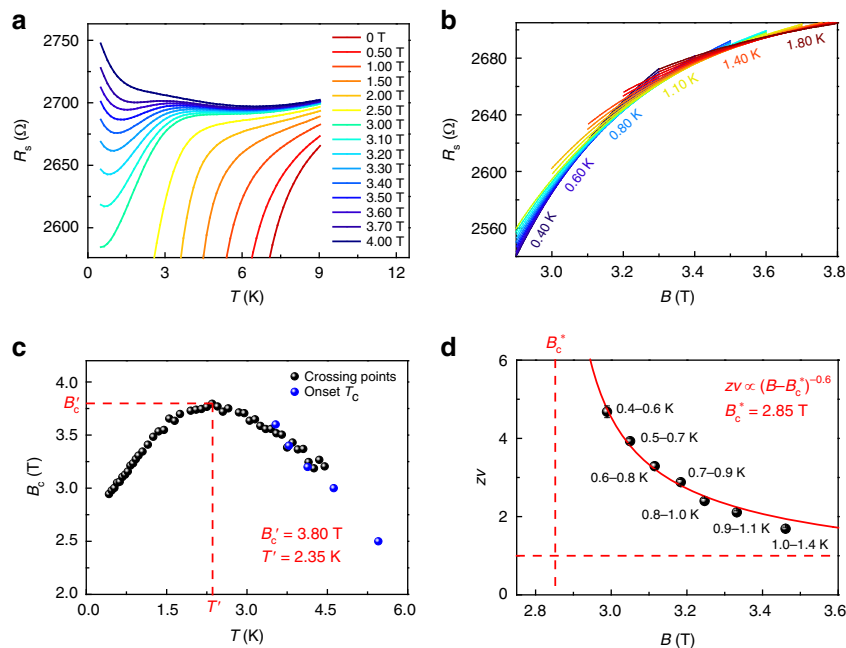 a
2750
2700
2650
2600
Rs (Ω)
0
3
6
9
12
T (K)
0 T
0.50 T
1.00 T
1.50 T
2.00 T
2.50 T
3.00 T
3.10 T
3.20 T
3.30 T
3.40 T
3.50 T
3.60 T
3.70 T
4.00 T
b
2680
2640
2600
2560
Rs (Ω)
3.0
3.2
3.4
3.6
3.8
B (T)
0.40 K
0.60 K
0.80 K
1.10 K
1.40 K
1.80 K
c
4.0
3.5
3.0
2.5
2.0
Bc (T)
Bc′
Crossing points
Onset Tc
Bc′ = 3.80 T
T′ = 2.35 K
0.0
1.5
T′
3.0
4.5
6.0
T (K)
d
Bc*
6
4
2
0
zv
zv ∝ (B–Bc*)–0.6
Bc* = 2.85 T
0.4–0.6 K
0.5–0.7 K
0.6–0.8 K
0.7–0.9 K
0.8–1.0 K
0.9–1.1 K
1.0–1.4 K
2.8
3.0
3.2
3.4
3.6
B (T)